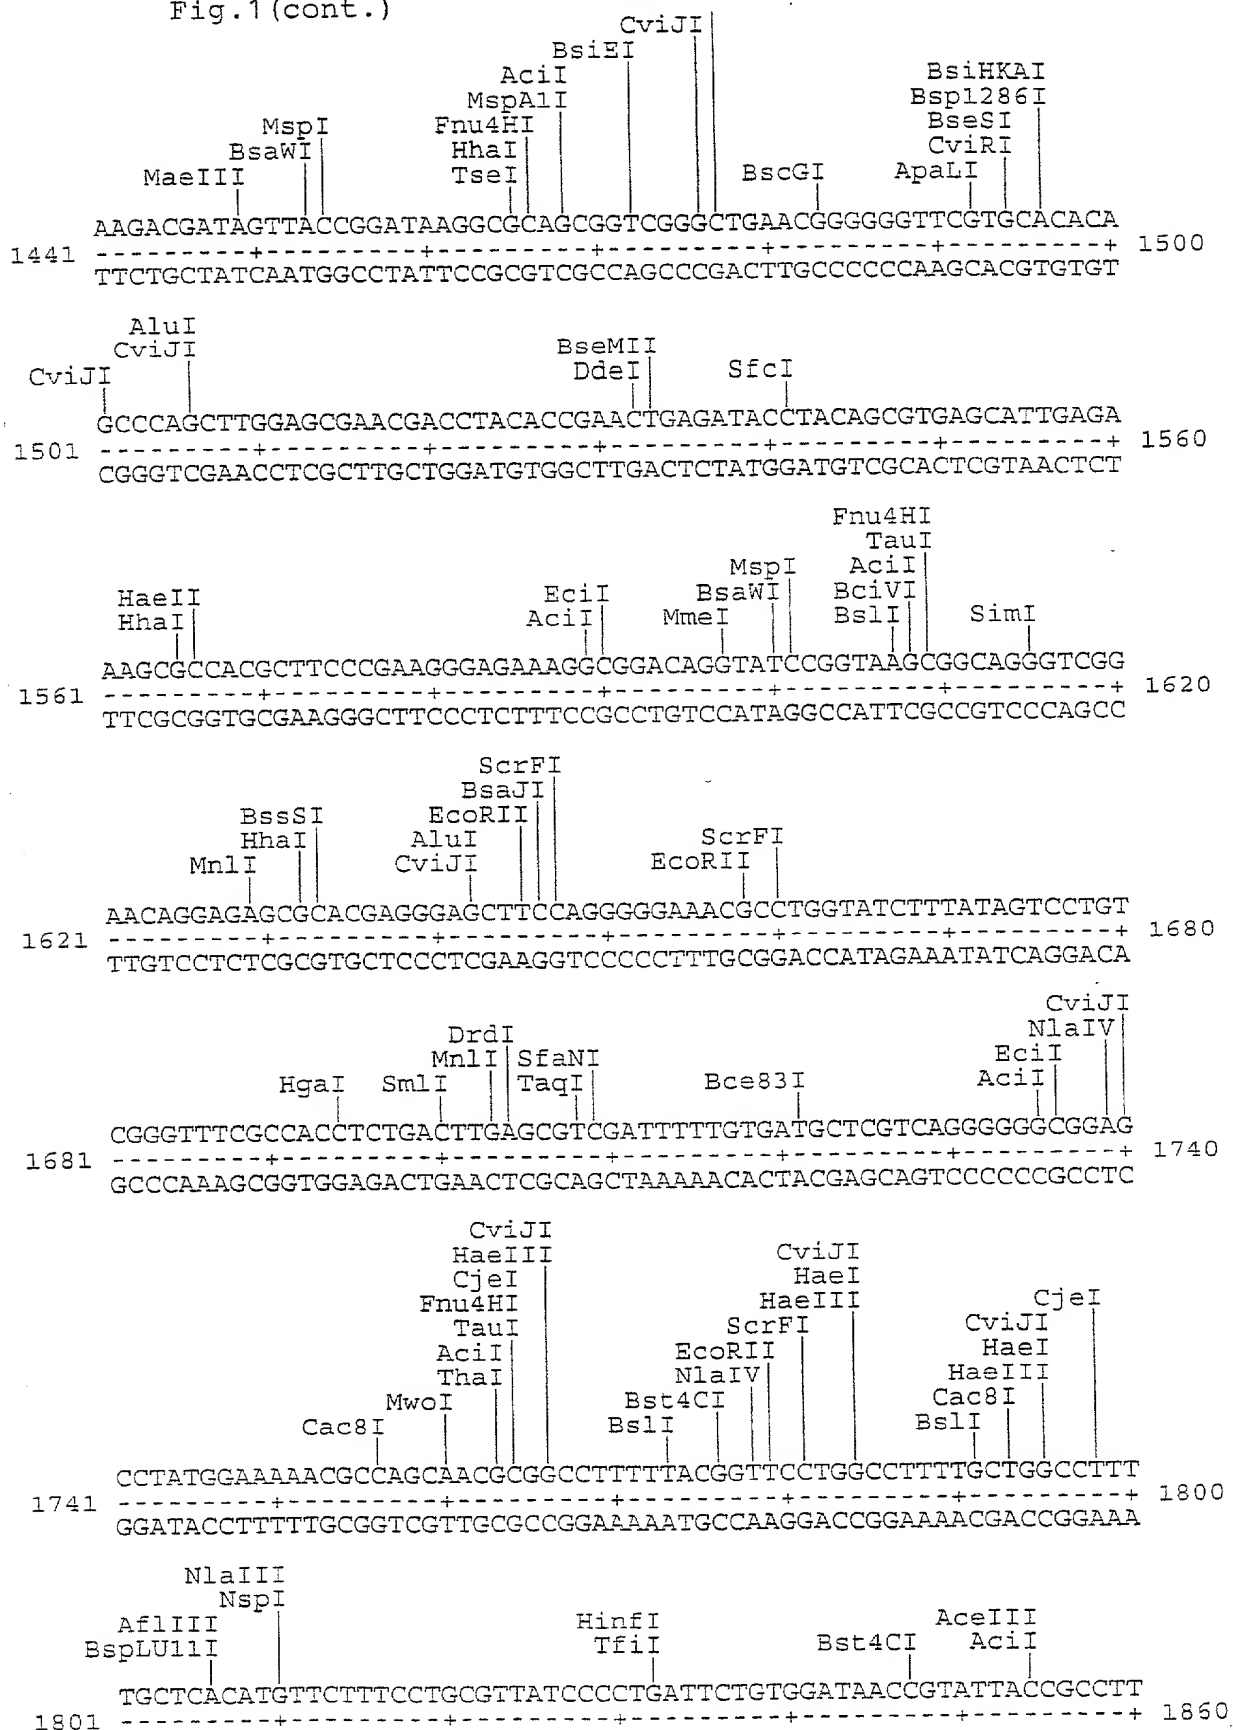 Fig.1(cont.)
CviJI
BsiEI
AciI
BsiHKAI
MspA1I
Bsp1286I
MspI
Fnu4HI
BseSI
BsaWI
HhaI
CviRI
MaeIII
TseI
BscGI
ApaLI
AAGACGATAGTTACCGGATAAGGCGCAGCGGTCGGGCTGAACGGGGGGTTCGTGCACACA
1441 ---------+---------+---------+---------+---------+---------+ 1500
TTCTGCTATCAATGGCCTATTCCGCGTCGCCAGCCCGACTTGCCCCCCAAGCACGTGTGT
AluI
CviJI
BseMII
CviJI
DdeI
SfcI
GCCCAGCTTGGAGCGAACGACCTACACCGAACTGAGATACCTACAGCGTGAGCATTGAGA
1501 ---------+---------+---------+---------+---------+---------+ 1560
CGGGTCGAACCTCGCTTGCTGGATGTGGCTTGACTCTATGGATGTCGCACTCGTAACTCT
Fnu4HI
TauI
MspI
AciI
HaeII
EciI
BsaWI
BciVI
HhaI
AciI
MmeI
BslI
SimI
AAGCGCCACGCTTCCCGAAGGGAGAAAGGCGGACAGGTATCCGGTAAGCGGCAGGGTCGG
1561 ---------+---------+---------+---------+---------+---------+ 1620
TTCGCGGTGCGAAGGGCTTCCCTCTTTCCGCCTGTCCATAGGCCATTCGCCGTCCCAGCC
ScrFI
BsaJI
BssSI
EcoRII
HhaI
AluI
ScrFI
MnlI
CviJI
EcoRII
AACAGGAGAGCGCACGAGGGAGCTTCCAGGGGGAAACGCCTGGTATCTTTATAGTCCTGT
1621 ---------+---------+---------+---------+---------+---------+ 1680
TTGTCCTCTCGCGTGCTCCCTCGAAGGTCCCCCTTTGCGGACCATAGAAATATCAGGACA
CviJI
DrdI
NlaIV
MnlI
SfaNI
EciI
HgaI
SmlI
TaqI
Bce83I
AciI
CGGGTTTCGCCACCTCTGACTTGAGCGTCGATTTTTGTGATGCTCGTCAGGGGGGCGGAG
1681 ---------+---------+---------+---------+---------+---------+ 1740
GCCCAAAGCGGTGGAGACTGAACTCGCAGCTAAAAACACTACGAGCAGTCCCCCCGCCTC
CviJI
HaeIII
CviJI
CjeI
HaeI
Fnu4HI
HaeIII
CjeI
TauI
ScrFI
CviJI
AciI
EcoRII
HaeI
ThaI
NlaIV
HaeIII
MwoI
Bst4CI
Cac8I
Cac8I
BslI
BslI
CCTATGGAAAAACGCCAGCAACGCGGCCTTTTTACGGTTCCTGGCCTTTTGCTGGCCTTT
1741 ---------+---------+---------+---------+---------+---------+ 1800
GGATACCTTTTTGCGGTCGTTGCGCCGGAAAAATGCCAAGGACCGGAAAACGACCGGAAA
NlaIII
NspI
AflIII
HinfI
AceIII
BspLU11I
TfiI
Bst4CI
AciI
TGCTCACATGTTCTTTCCTGCGTTATCCCCTGATTCTGTGGATAACCGTATTACCGCCTT
1801 ---------+---------+---------+---------+---------+---------+ 1860